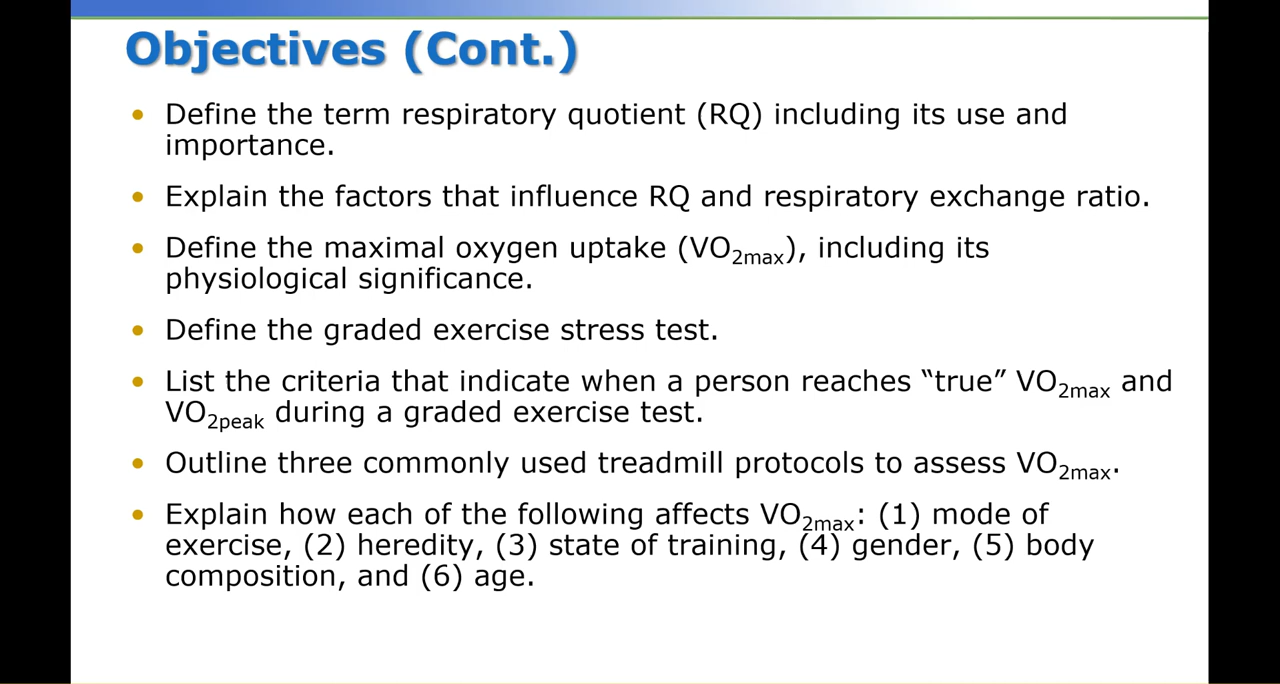 Objectives (Cont.)
• Define the term respiratory quotient (RQ) including its use and
importance.
• Explain the factors that influence RQ and respiratory exchange ratio.
• Define the maximal oxygen uptake (VO2max), including its
physiological significance.
• Define the graded exercise stress test.
• List the criteria that indicate when a person reaches “true” VO2max and
VO2peak during a graded exercise test.
• Outline three commonly used treadmill protocols to assess VO2max.
• Explain how each of the following affects VO2max: (1) mode of
exercise, (2) heredity, (3) state of training, (4) gender, (5) body
composition, and (6) age.